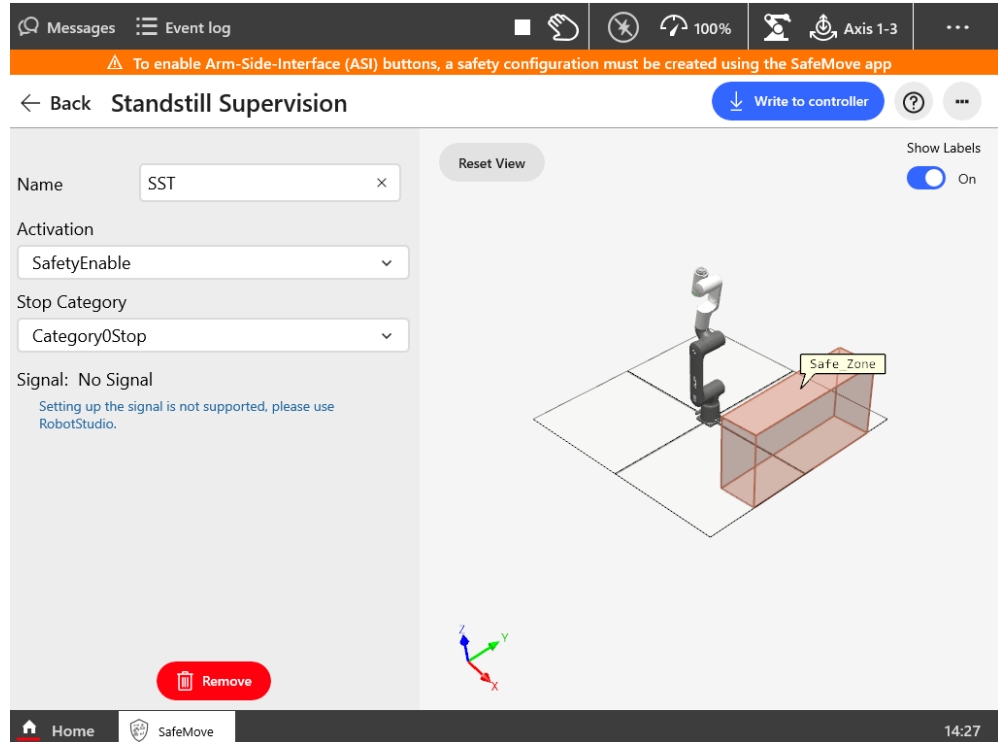 Messages Event log 100% Axis 1-3 ...
To enable Arm-Side-Interface (ASI) buttons, a safety configuration must be created using the SafeMove app
Back Standstill Supervision Write to controller ? ...
Show Labels
On
Reset View
Name SST
Activation
SafetyEnable
Stop Category
Category0Stop
Signal: No Signal
Setting up the signal is not supported, please use
RobotStudio.
Safe_Zone
Z
Y
X
Remove
Home SafeMove 14:27